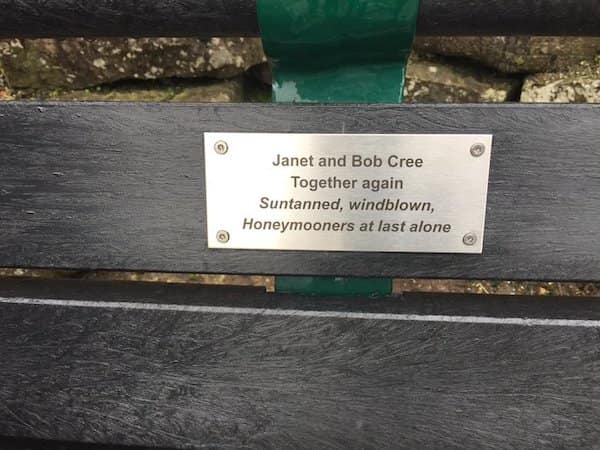 Janet and Bob Cree
Together again
Suntanned, windblown,
Honeymooners at last alone